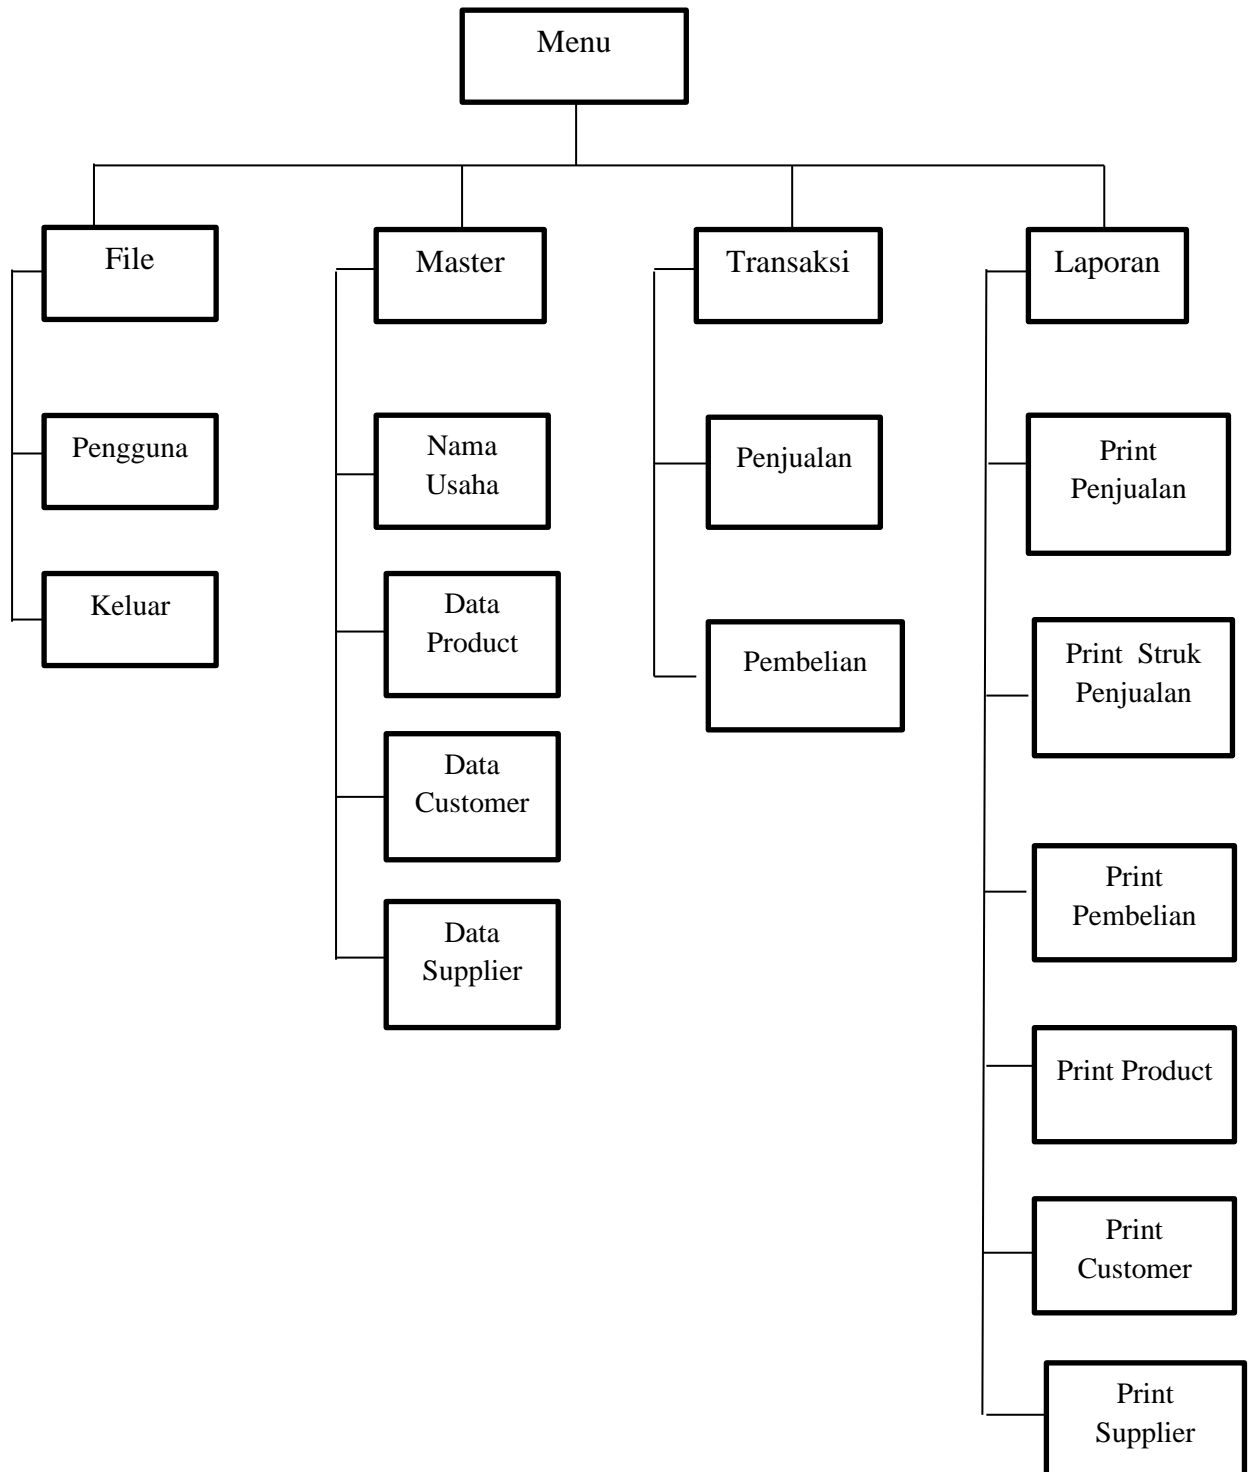 Menu
File
Master
Transaksi
Laporan
Pengguna
Keluar
Nama
Usaha
Data
Product
Data
Customer
Data
Supplier
Penjualan
Pembelian
Print
Penjualan
Print  Struk
Penjualan
Print
Pembelian
Print Product
Print
Customer
Print
Supplier